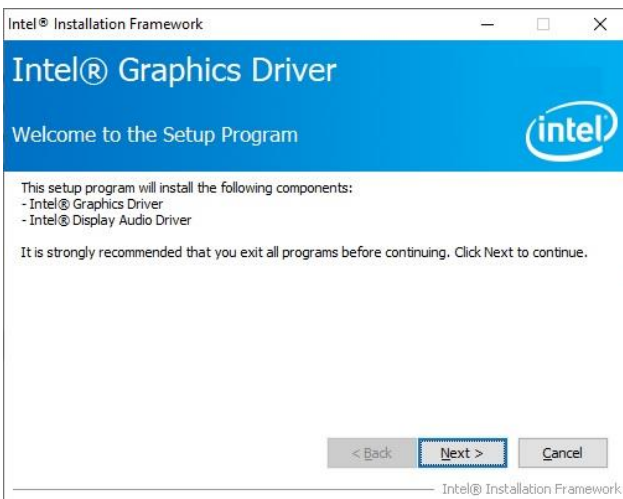 Intel® Installation Framework
Intel® Graphics Driver
Welcome to the Setup Program
intel
This setup program will install the following components:
- Intel® Graphics Driver
- Intel® Display Audio Driver
It is strongly recommended that you exit all programs before continuing. Click Next to continue.
< Back
Next >
Cancel
Intel® Installation Framework